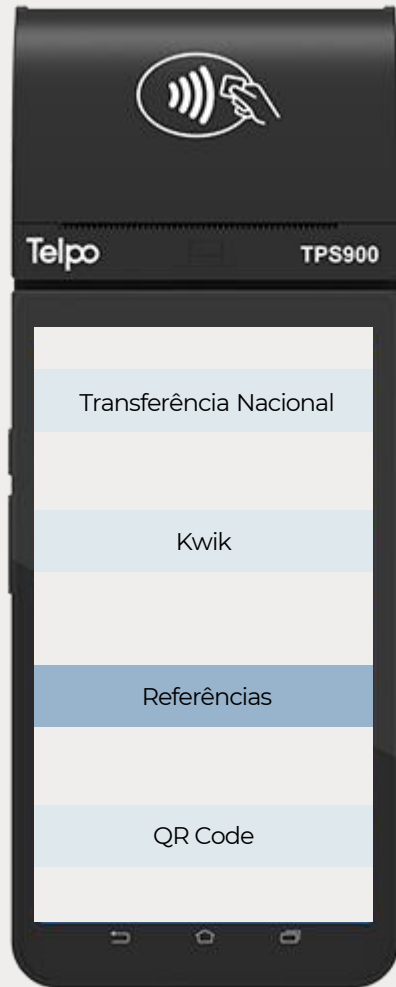 Telpo TPS900
Transferência Nacional
Kwik
Referências
QR Code